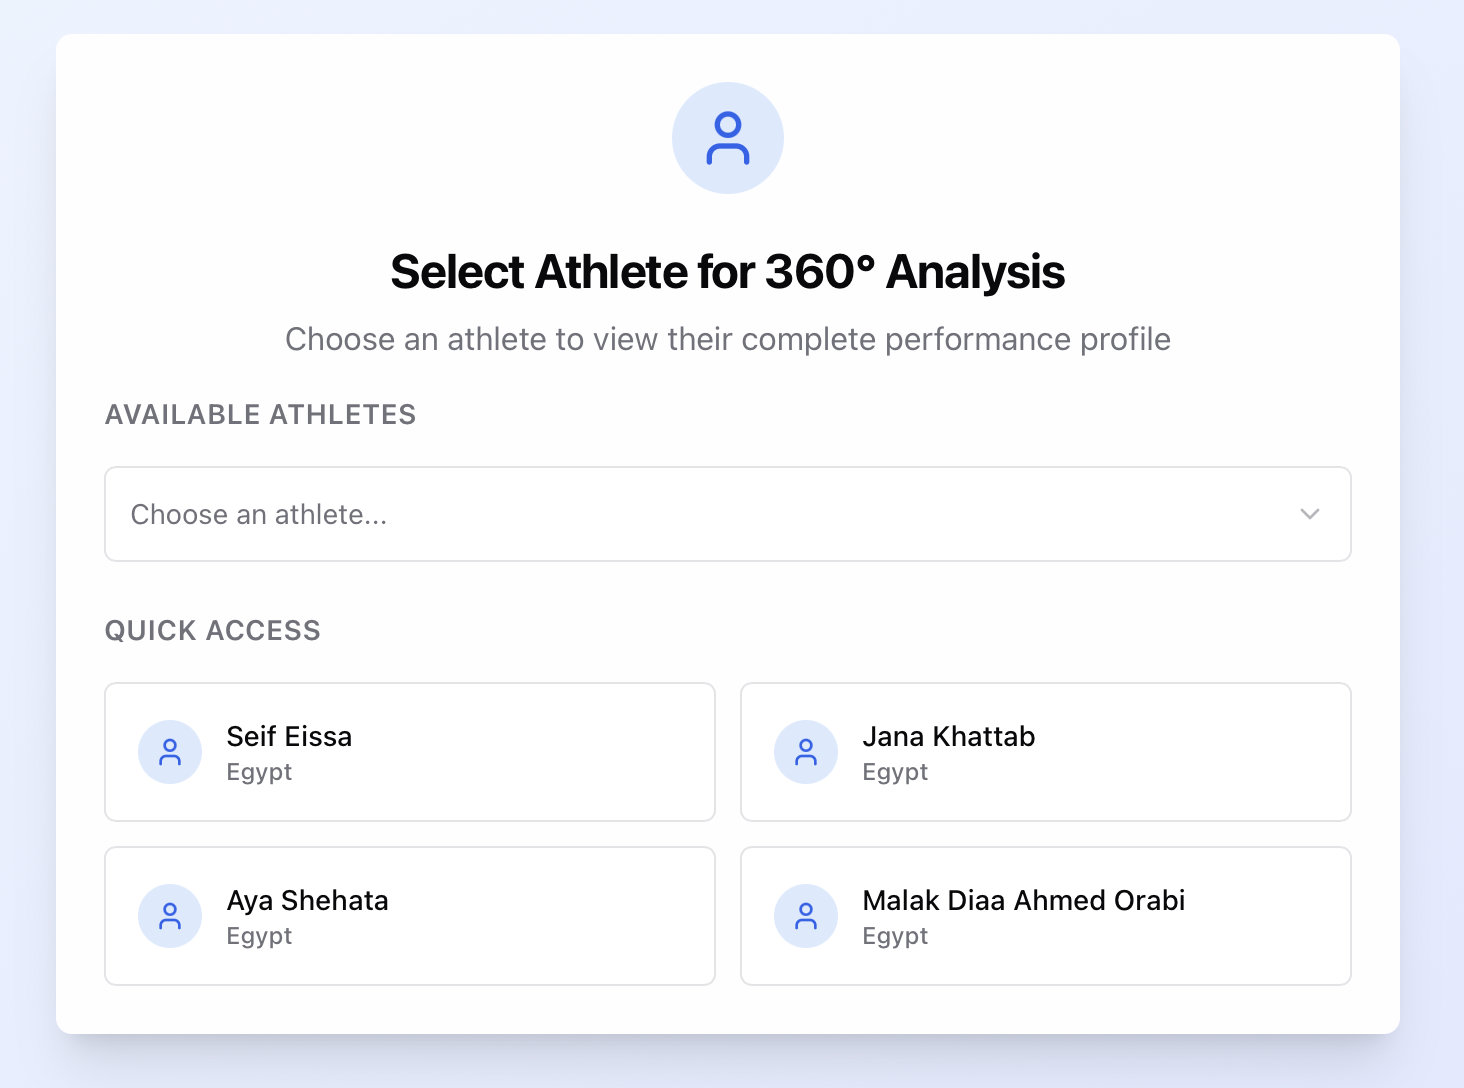 Select Athlete for 360° Analysis
Choose an athlete to view their complete performance profile
AVAILABLE ATHLETES
Choose an athlete...
QUICK ACCESS
Seif Eissa
Egypt
Jana Khattab
Egypt
Aya Shehata
Egypt
Malak Diaa Ahmed Orabi
Egypt